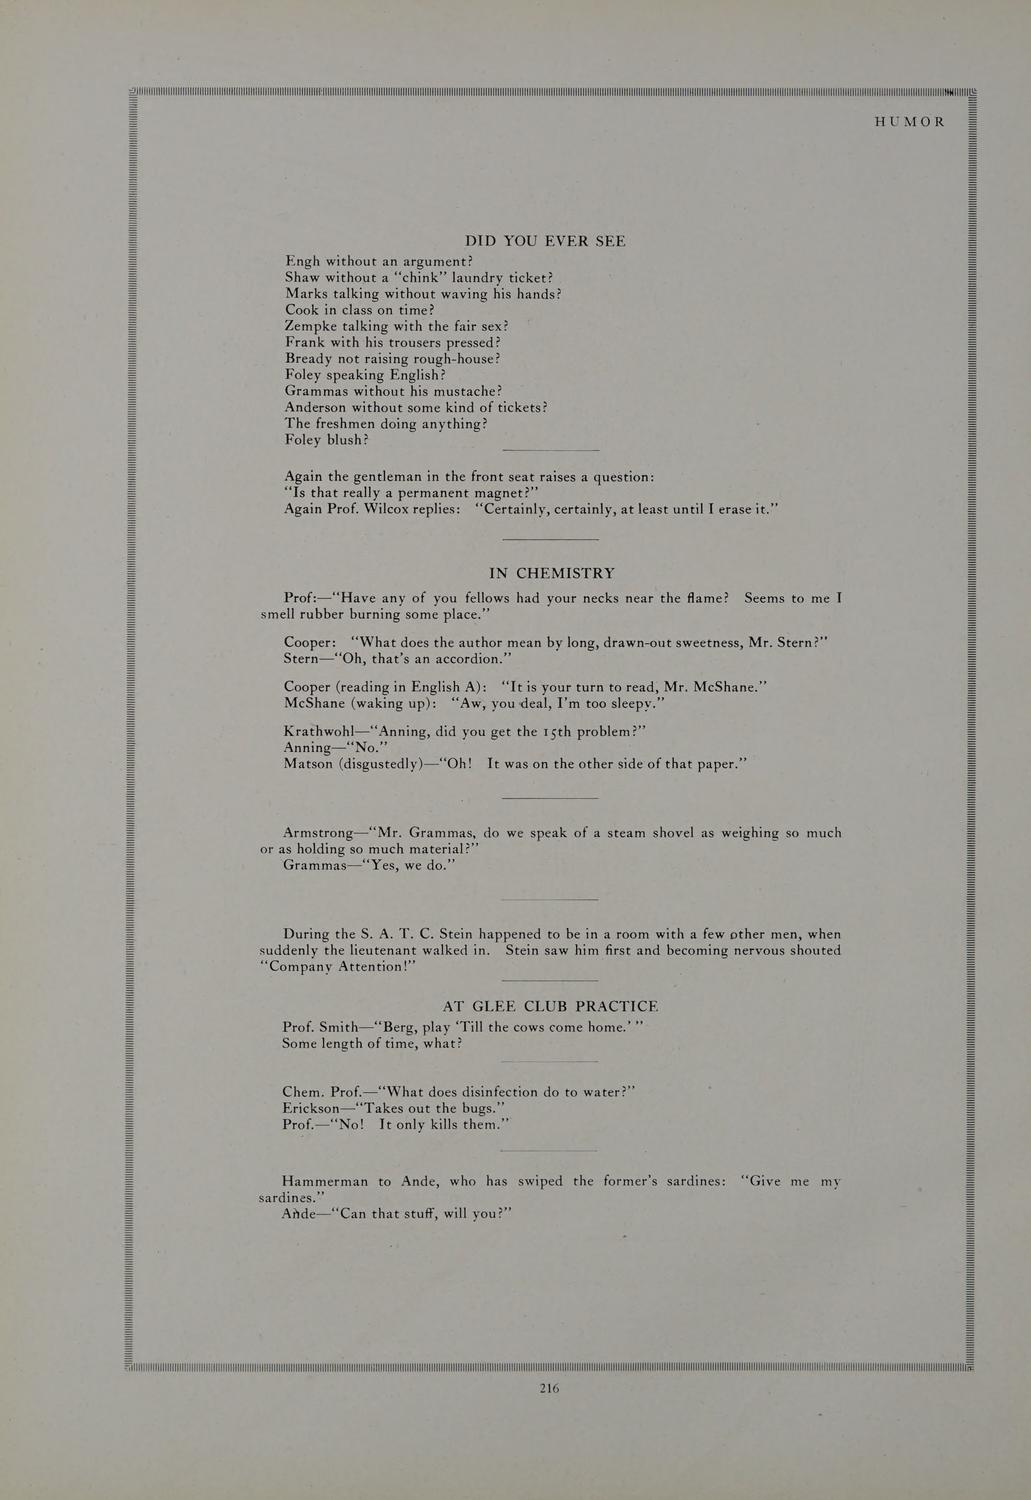 HUMOR
DID YOU EVER SEE
Engh without an argument?
Shaw without a “chink” laundry ticket?
Marks talking without waving his hands?
Cook in class on time?
Zempke talking with the fair sex?
Frank with his trousers pressed?
Bready not raising rough-house?
Foley speaking English?
Grammas without his mustache?
Anderson without some kind of tickets?
The freshmen doing anything?
Foley blush?
Again the gentleman in the front seat raises a question:
“Is that really a permanent magnet?”
Again Prof. Wilcox replies: “Certainly, certainly, at least until I erase it.”
IN CHEMISTRY
Prof:—“Have any of you fellows had your necks near the flame? Seems to me I
smell rubber burning some place.”
Cooper: “What does the author mean by long, drawn-out sweetness, Mr. Stern?”
Stern—“Oh, that’s an accordion.”
Cooper (reading in English A): “It is your turn to read, Mr. McShane.”
McShane (waking up): “Aw, you deal, I’m too sleepy.”
Krathwohl—“Anning, did you get the 15th problem?”
Anning—“No.”
Matson (disgustedly)—“Oh! It was on the other side of that paper.”
Armstrong—“Mr. Grammas, do we speak of a steam shovel as weighing so much
or as holding so much material?”
Grammas—“Yes, we do.”
During the S. A. T. C. Stein happened to be in a room with a few other men, when
suddenly the lieutenant walked in. Stein saw him first and becoming nervous shouted
“Company Attention!”
AT GLEE CLUB PRACTICE
Prof. Smith—“Berg, play ‘Till the cows come home.’ ”
Some length of time, what?
Chem. Prof.—“What does disinfection do to water?”
Erickson—“Takes out the bugs.”
Prof.—“No! It only kills them.”
Hammerman to Ande, who has swiped the former’s sardines: “Give me my
sardines.”
Ande—“Can that stuff, will you?”
216